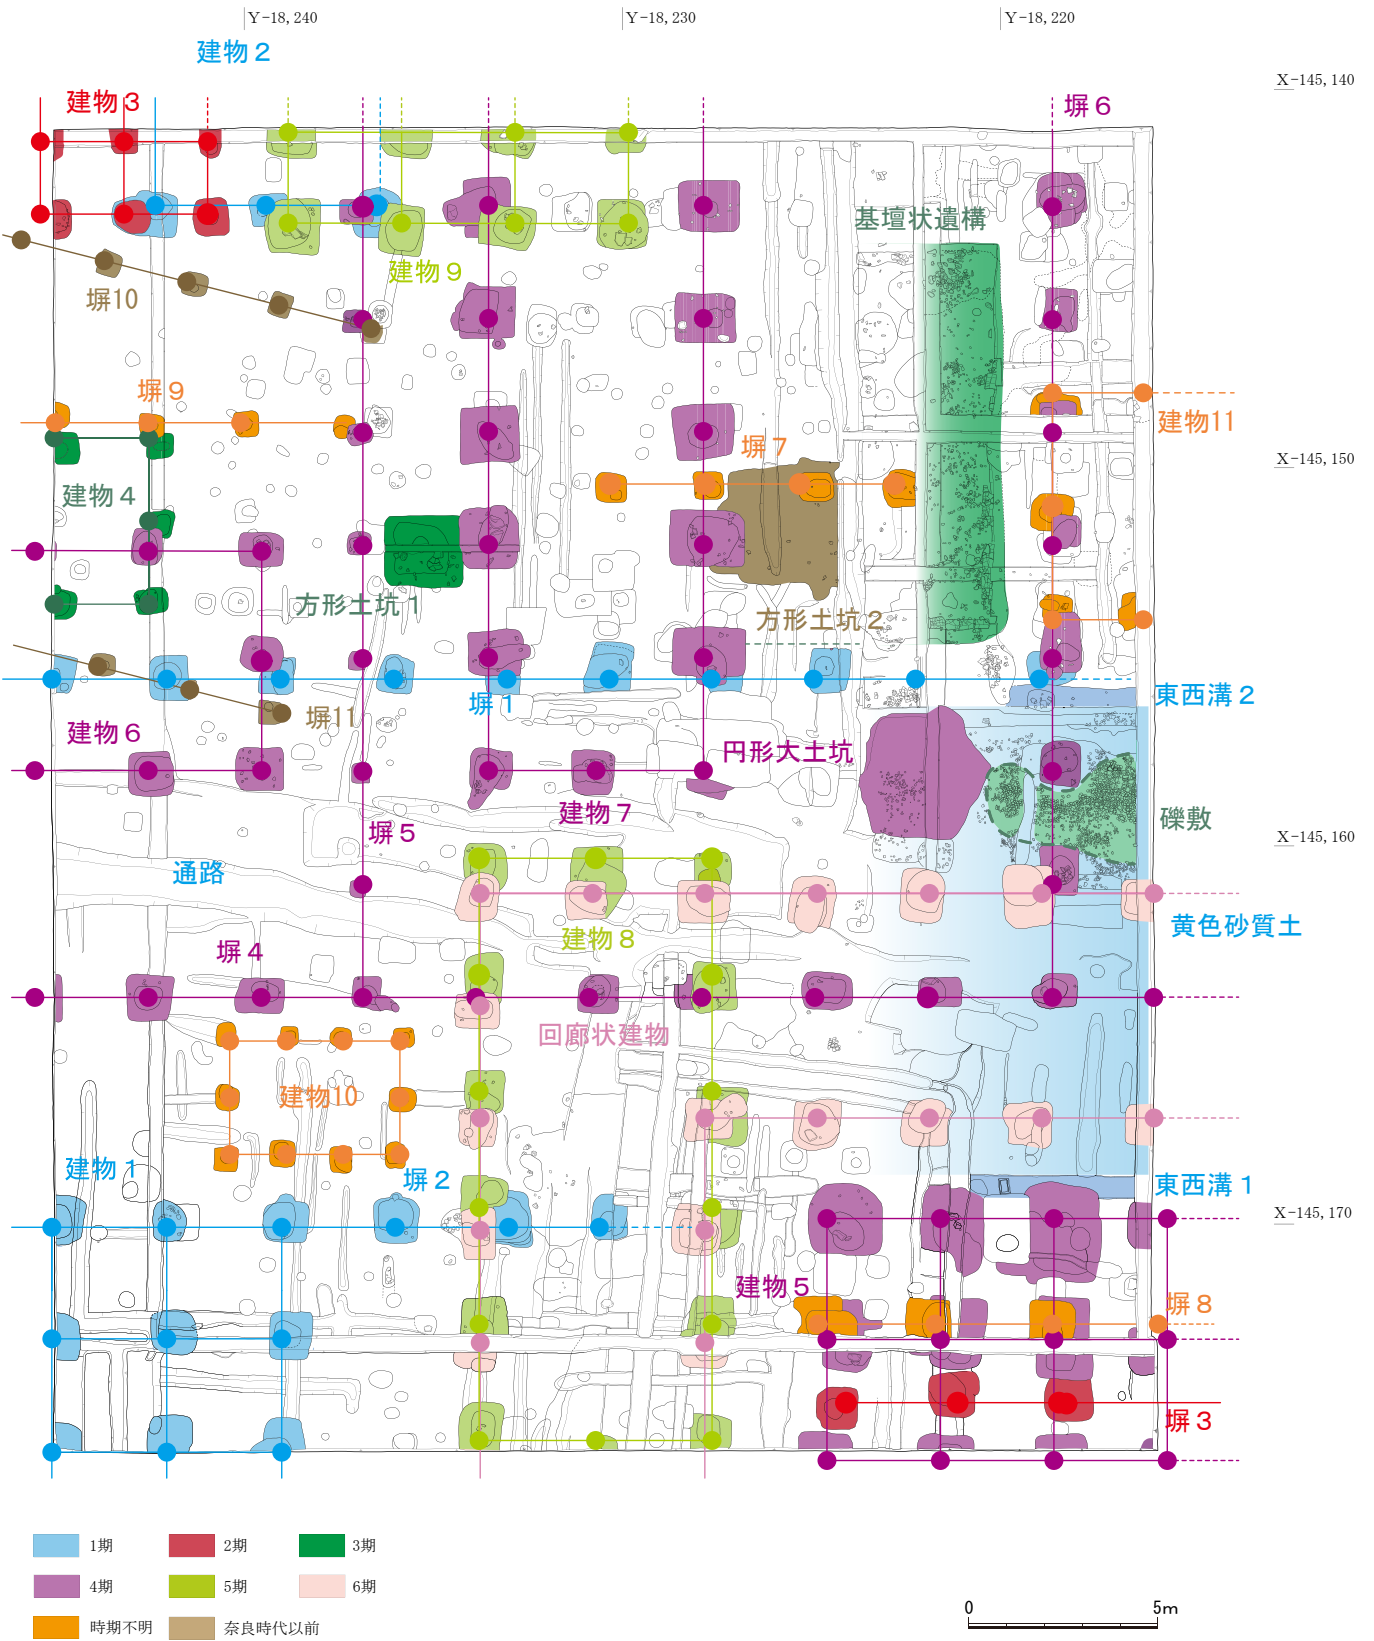 Y-18,240
Y-18,230
Y-18,220
建物2
X-145,140
建物3
塀6
基壇状遺構
建物9
塀10
塀9
建物11
塀7
X-145,150
建物4
方形土坑1
方形土坑2
東西溝2
塀1
塀11
建物6
円形大土坑
建物7
礫敷
塀5
X-145,160
通路
黄色砂質土
建物8
塀4
回廊状建物
建物10
建物1
塀2
東西溝1
X-145,170
建物5
塀8
塀3
1期
2期
3期
4期
5期
6期
時期不明
奈良時代以前
0
5m